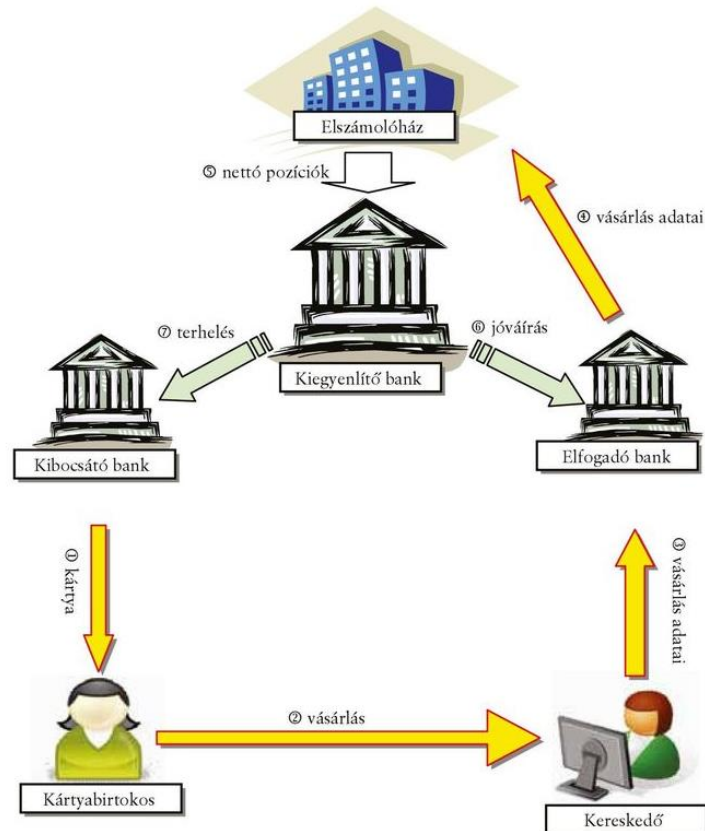 Elszámolóház
⑤ nettó pozíciók
④ vásárlás adatai
⑦ terhelés
⑥ jóváírás
Kiegyenlítő bank
Kibocsátó bank
Elfogadó bank
① kártya
③ vásárlás adatai
② vásárlás
Kártyabirtokos
Kereskedő